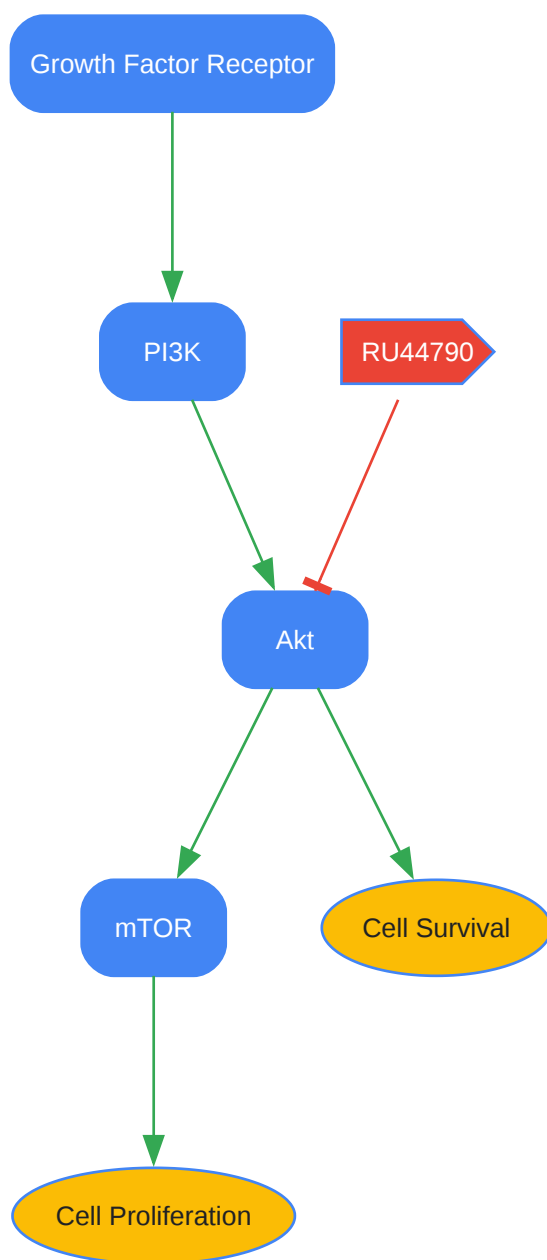 Growth Factor Receptor
PI3K
RU44790
Akt
mTOR
Cell Survival
Cell Proliferation